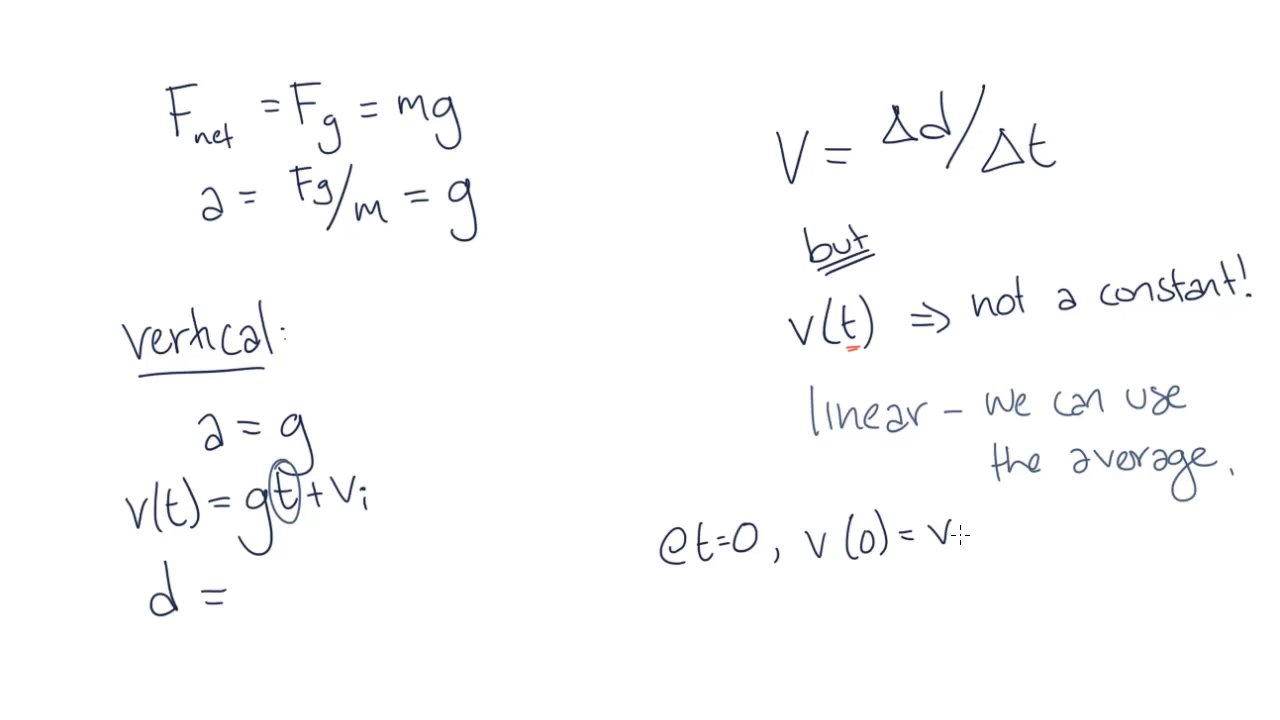 Fnet = Fg = mg
a = Fg/m = g
vertical:
a = g
v(t) = gt + vi
d =
V = Δd/Δt
but
v(t) ⇒ not a constant!
linear – we can use
the average.
@t=0, v(0) = v